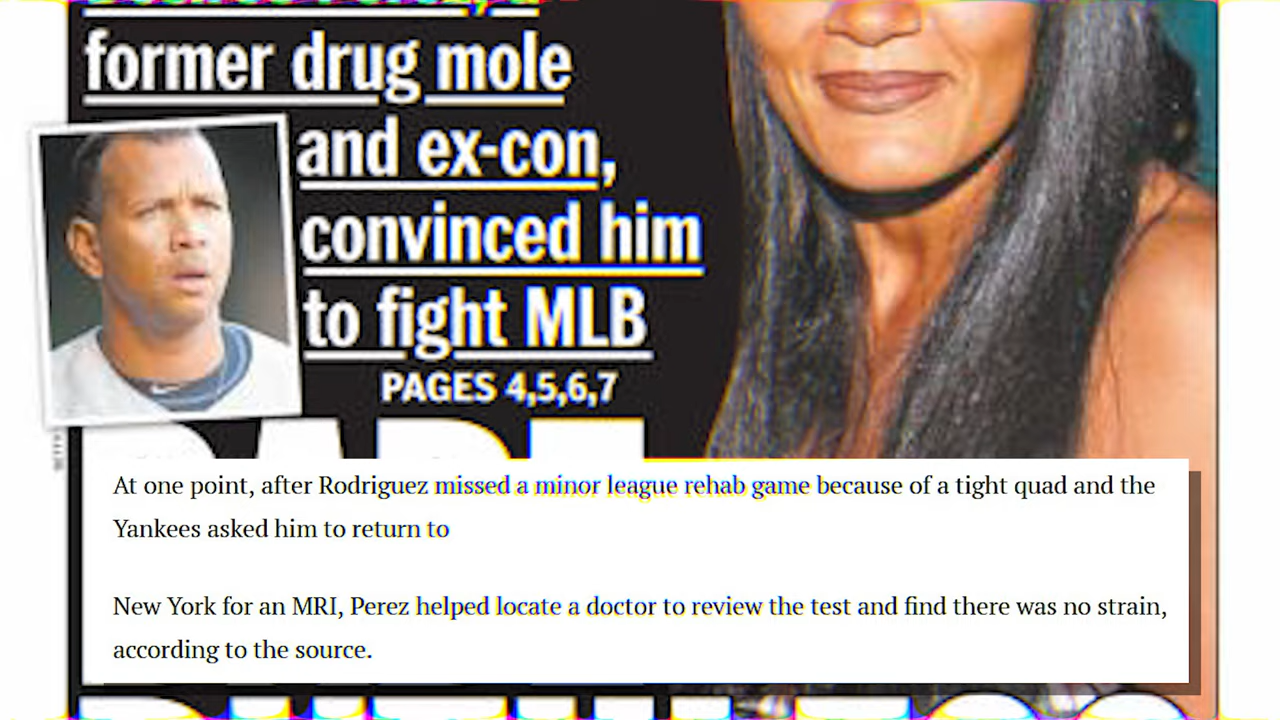 former drug mole
and ex-con,
convinced him
to fight MLB
PAGES 4,5,6,7
At one point, after Rodriguez missed a minor league rehab game because of a tight quad and the
Yankees asked him to return to
New York for an MRI, Perez helped locate a doctor to review the test and find there was no strain,
according to the source.